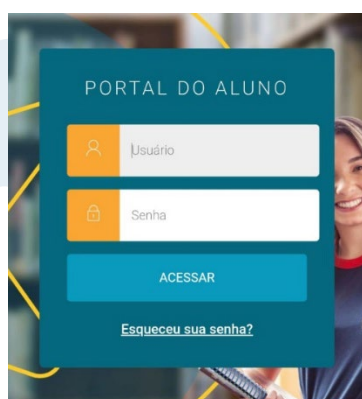 PORTAL DO ALUNO
Usuário
Senha
ACESSAR
Esqueceu sua senha?